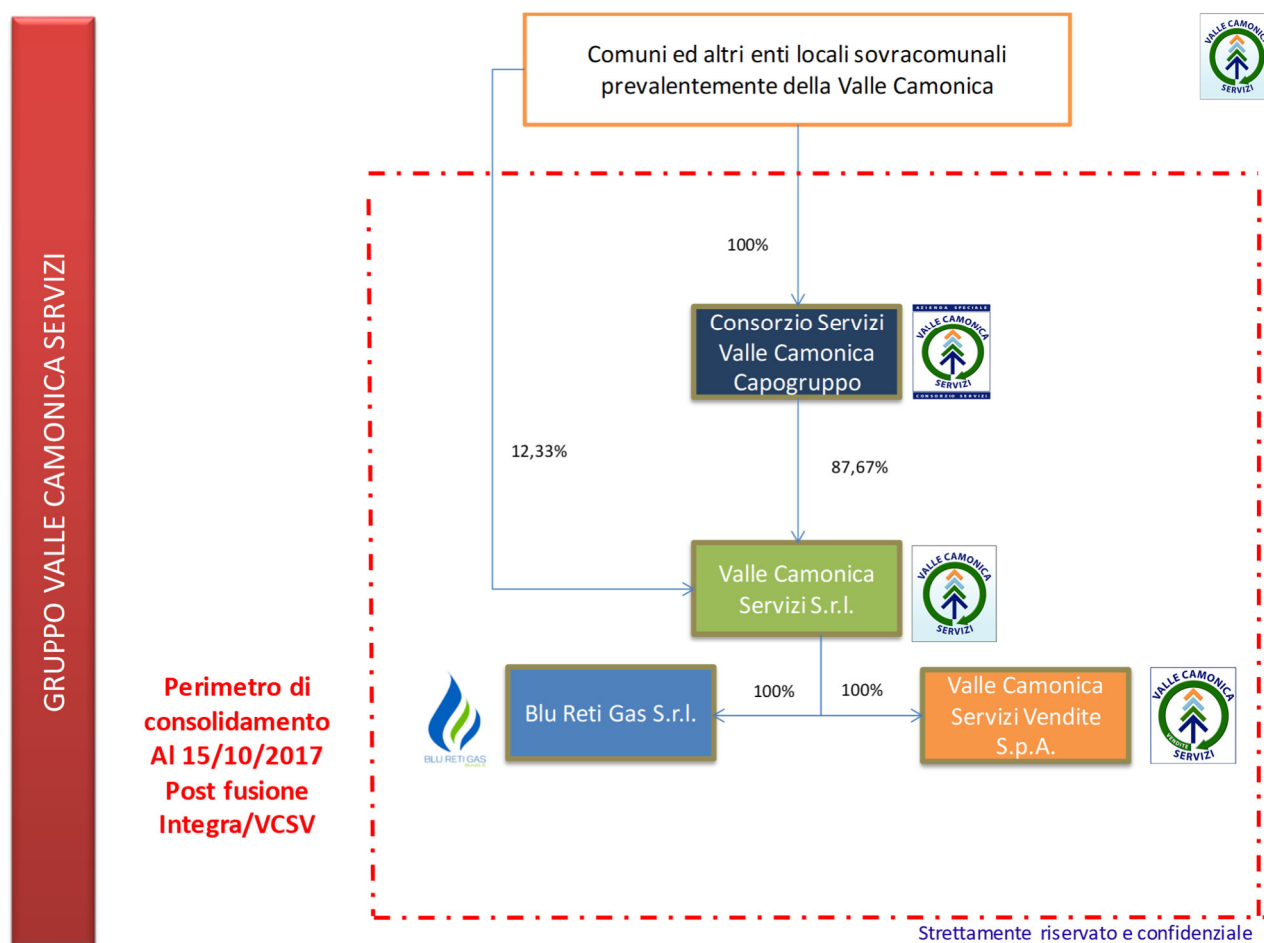 GRUPPO VALLE CAMONICA SERVIZI
Comuni ed altri enti locali sovracomunali
prevalentemente della Valle Camonica
VALLE CAMONICA
SERVIZI
100%
Consorzio Servizi
Valle Camonica
Capogruppo
AZIENDA SPECIALE
VALLE CAMONICA
SERVIZI
CONSORZIO SERVIZI
12,33%
87,67%
Valle Camonica
Servizi S.r.l.
VALLE CAMONICA
SERVIZI
Perimetro di
consolidamento
Al 15/10/2017
Post fusione
Integra/VCSV
BLU RETI GAS
Blu Reti Gas S.r.l.
100%
100%
Valle Camonica
Servizi Vendite
S.p.A.
VALLE CAMONICA
VENDITE
SERVIZI
Strettamente riservato e confidenziale